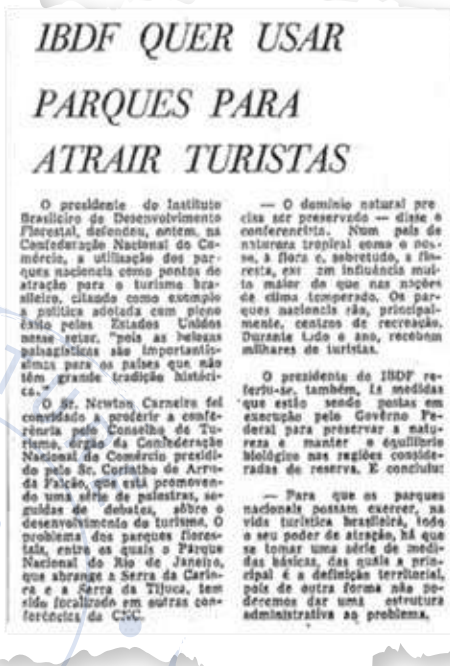 IBDF QUER USAR
PARQUES PARA
ATRAIR TURISTAS
O presidente do Instituto
Brasileiro de Desenvolvimento
Florestal, defendeu, ontem, na
Confederação Nacional do Co-
mércio, a utilização dos par-
ques nacionais como pontos de
atração para o turismo bra-
sileiro, citando como exemplo
a política adotada com pleno
êxito pelos Estados Unidos
nesse setor, "pois as belezas
paisagísticas são importantís-
simas para os países que não
têm grande tradição históri-
ca."
O Sr. Newton Carneiro foi
convidado a proferir a confe-
rência pelo Conselho de Tu-
rismo, órgão da Confederação
Nacional do Comércio presidi-
do pelo Sr. Corintho de Arru-
da Falcão, que está promoven-
do uma série de palestras, se-
guidas de debates, sôbre o
desenvolvimento do turismo. O
problema dos parques flores-
tais, entre os quais o Parque
Nacional do Rio de Janeiro,
que abrange a Serra da Cario-
ca e a Serra da Tijuca, tem
sido focalizado em outras con-
ferências da CNC.
— O domínio natural pre
cisa ser preservado — disse o
conferencista. Num país de
natureza tropical como o nos-
so, a flora e, sobretudo, a flo-
resta, exercem influência mui-
to maior do que nas nações
de clima temperado. Os par-
ques nacionais são, principal-
mente, centros de recreação.
Durante todo o ano, recebem
milhares de turistas.
O presidente do IBDF re-
feriu-se, também, às medidas
que estão sendo postas em
execução pelo Govêrno Fe-
deral para preservar a natu-
reza e manter o equilíbrio
biológico nas regiões conside-
radas de reserva. E concluiu:
— Para que os parques
nacionais possam exercer, na
vida turística brasileira, todo
o seu poder de atração, há que
se tomar uma série de medi-
das básicas, das quais a prin-
cipal é a definição territorial,
pois de outra forma não po-
deremos dar uma estrutura
administrativa ao problema.